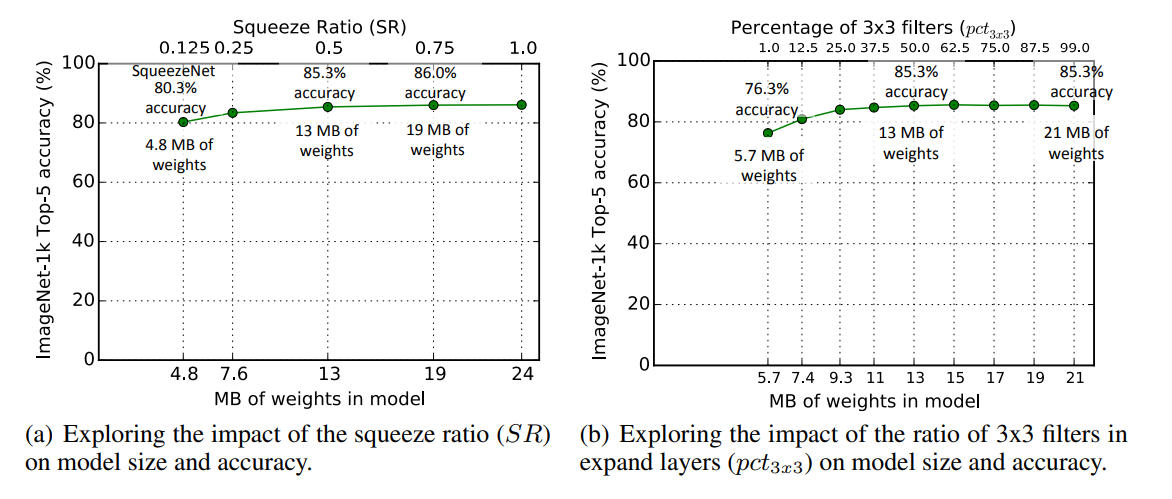 Squeeze Ratio (SR)
0.125 0.25 0.5 0.75 1.0
100
80
60
40
20
0
ImageNet-1k Top-5 accuracy (%)
SqueezeNet
80.3%
accuracy
4.8 MB of
weights
85.3%
accuracy
13 MB of
weights
86.0%
accuracy
19 MB of
weights
4.8 7.6 13 19 24
MB of weights in model
(a) Exploring the impact of the squeeze ratio (SR)
on model size and accuracy.
Percentage of 3x3 filters (pct3x3)
1.0 12.5 25.0 37.5 50.0 62.5 75.0 87.5 99.0
100
80
60
40
20
0
ImageNet-1k Top-5 accuracy (%)
76.3%
accuracy
5.7 MB of
weights
85.3%
accuracy
13 MB of
weights
85.3%
accuracy
21 MB of
weights
5.7 7.4 9.3 11 13 15 17 19 21
MB of weights in model
(b) Exploring the impact of the ratio of 3x3 filters in
expand layers (pct3x3) on model size and accuracy.